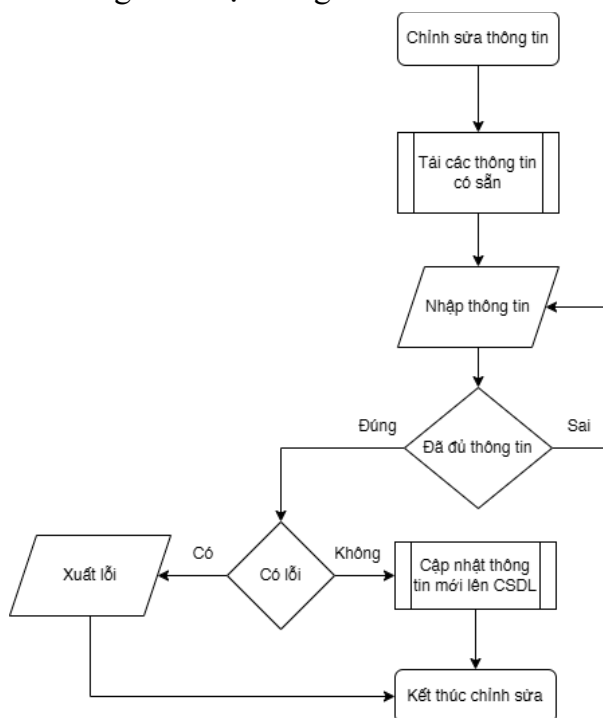 Chỉnh sửa thông tin
Tải các thông tin
có sẵn
Nhập thông tin
Đúng
Đã đủ thông tin
Sai
Xuất lỗi
Có
Có lỗi
Không
Cập nhật thông
tin mới lên CSDL
Kết thúc chỉnh sửa